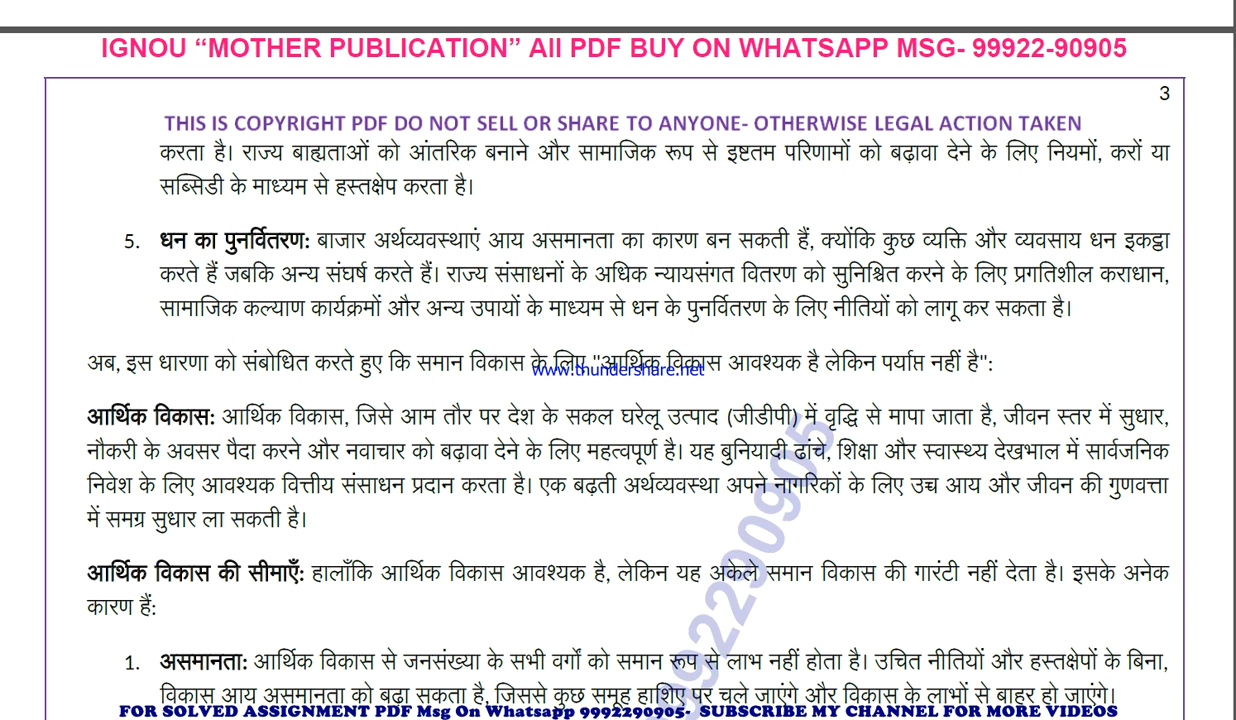 IGNOU “MOTHER PUBLICATION” All PDF BUY ON WHATSAPP MSG- 99922-90905
3
THIS IS COPYRIGHT PDF DO NOT SELL OR SHARE TO ANYONE- OTHERWISE LEGAL ACTION TAKEN
करता है। राज्य बाह्यताओं को आंतरिक बनाने और सामाजिक रूप से इष्टतम परिणामों को बढ़ावा देने के लिए नियमों, करों या
सब्सिडी के माध्यम से हस्तक्षेप करता है।
5. धन का पुनर्वितरण: बाजार अर्थव्यवस्थाएं आय असमानता का कारण बन सकती हैं, क्योंकि कुछ व्यक्ति और व्यवसाय धन इकट्ठा
करते हैं जबकि अन्य संघर्ष करते हैं। राज्य संसाधनों के अधिक न्यायसंगत वितरण को सुनिश्चित करने के लिए प्रगतिशील कराधान,
सामाजिक कल्याण कार्यक्रमों और अन्य उपायों के माध्यम से धन के पुनर्वितरण के लिए नीतियों को लागू कर सकता है।
अब, इस धारणा को संबोधित करते हुए कि समान विकास के लिए "आर्थिक विकास आवश्यक है लेकिन पर्याप्त नहीं है":
www.thundershare.net
आर्थिक विकास: आर्थिक विकास, जिसे आम तौर पर देश के सकल घरेलू उत्पाद (जीडीपी) में वृद्धि से मापा जाता है, जीवन स्तर में सुधार,
नौकरी के अवसर पैदा करने और नवाचार को बढ़ावा देने के लिए महत्वपूर्ण है। यह बुनियादी ढांचे, शिक्षा और स्वास्थ्य देखभाल में सार्वजनिक
निवेश के लिए आवश्यक वित्तीय संसाधन प्रदान करता है। एक बढ़ती अर्थव्यवस्था अपने नागरिकों के लिए उच्च आय और जीवन की गुणवत्ता
में समग्र सुधार ला सकती है।
आर्थिक विकास की सीमाएँ: हालाँकि आर्थिक विकास आवश्यक है, लेकिन यह अकेले समान विकास की गारंटी नहीं देता है। इसके अनेक
कारण हैं:
1. असमानता: आर्थिक विकास से जनसंख्या के सभी वर्गों को समान रूप से लाभ नहीं होता है। उचित नीतियों और हस्तक्षेपों के बिना,
विकास आय असमानता को बढ़ा सकता है, जिससे कुछ समूह हाशिए पर चले जाएंगे और विकास के लाभों से बाहर हो जाएंगे।
9992290905
FOR SOLVED ASSIGNMENT PDF Msg On Whatsapp 9992290905- SUBSCRIBE MY CHANNEL FOR MORE VIDEOS